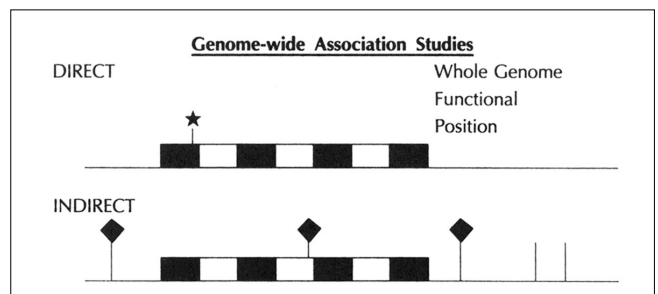 Genome-wide Association Studies
DIRECT
Whole Genome
Functional
Position
INDIRECT